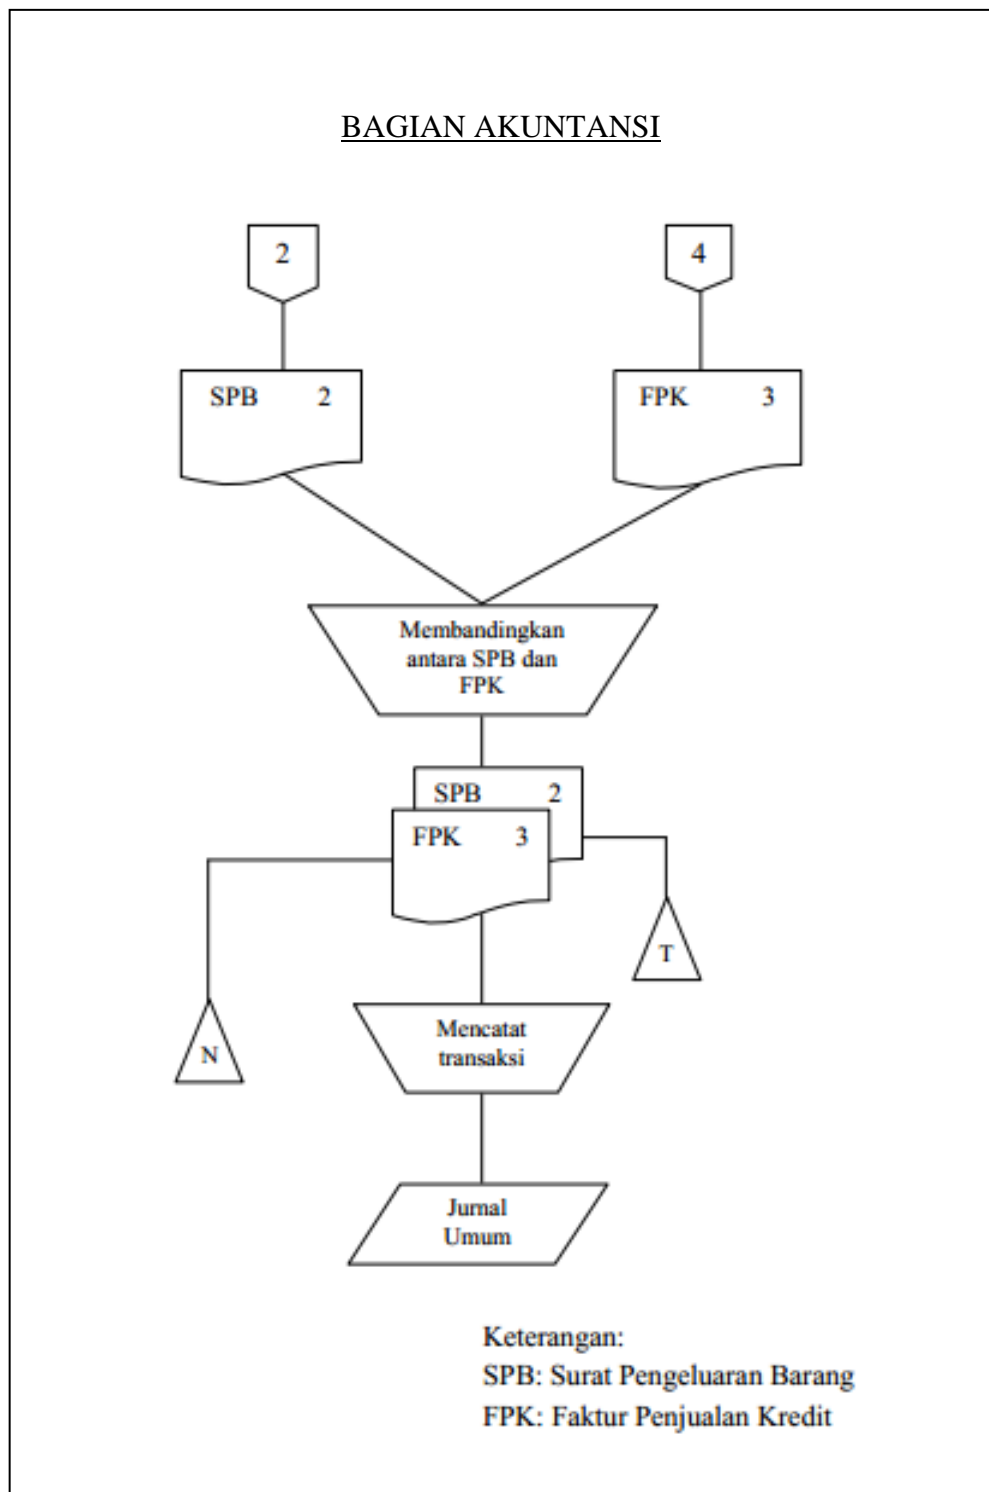 BAGIAN AKUNTANSI
2
4
SPB 2
FPK 3
Membandingkan
antara SPB dan
FPK
SPB 2
FPK 3
T
N
Mencatat
transaksi
Jurnal
Umum
Keterangan:
SPB: Surat Pengeluaran Barang
FPK: Faktur Penjualan Kredit